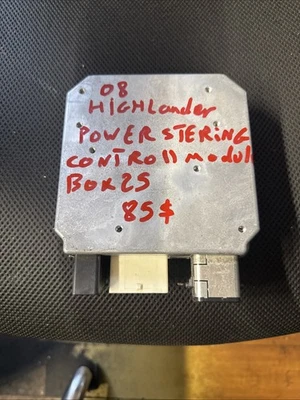 08
HIGHLander
POWER STERING
CONTROll modul
BOX25
85$